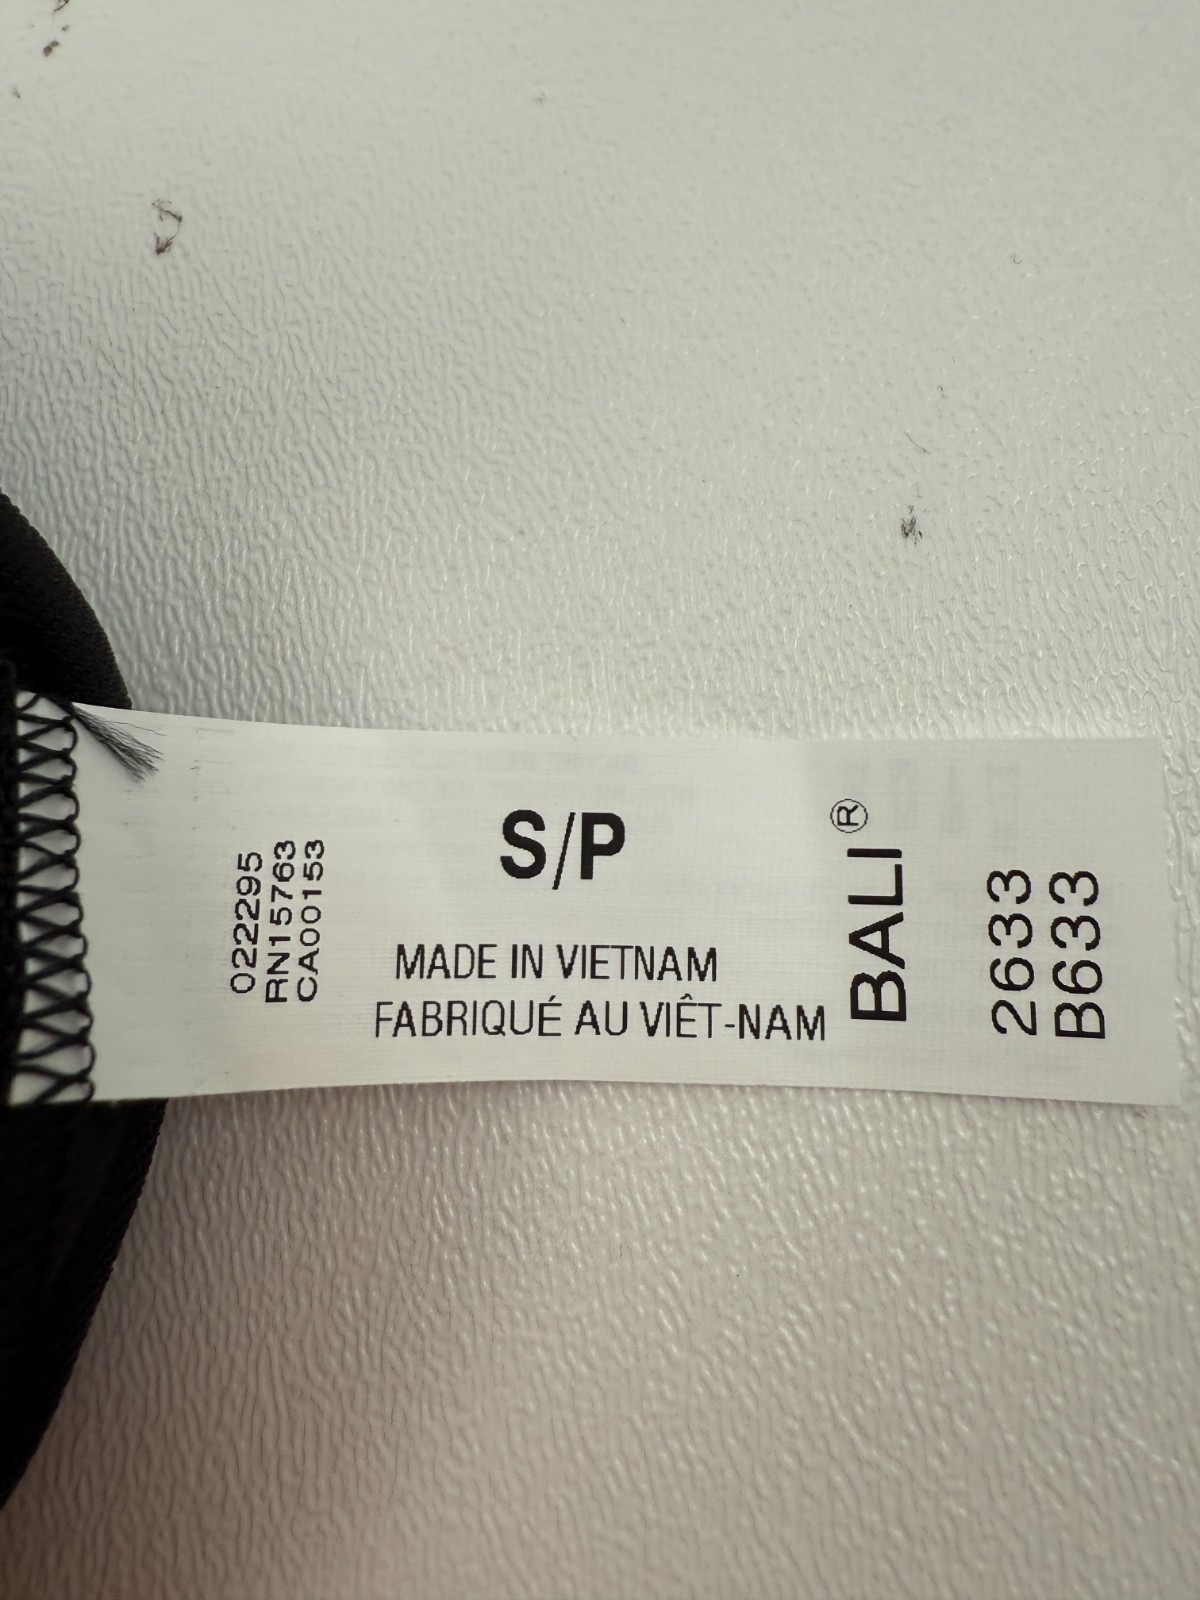 022295
RN15763
CA00153
S/P
MADE IN VIETNAM
FABRIQUÉ AU VIÊT-NAM
BALI®
2633
B633